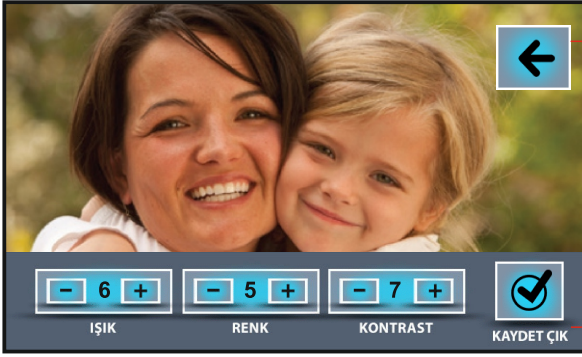 - 6 + - 5 + - 7 +
IŞIK RENK KONTRAST KAYDET ÇIK